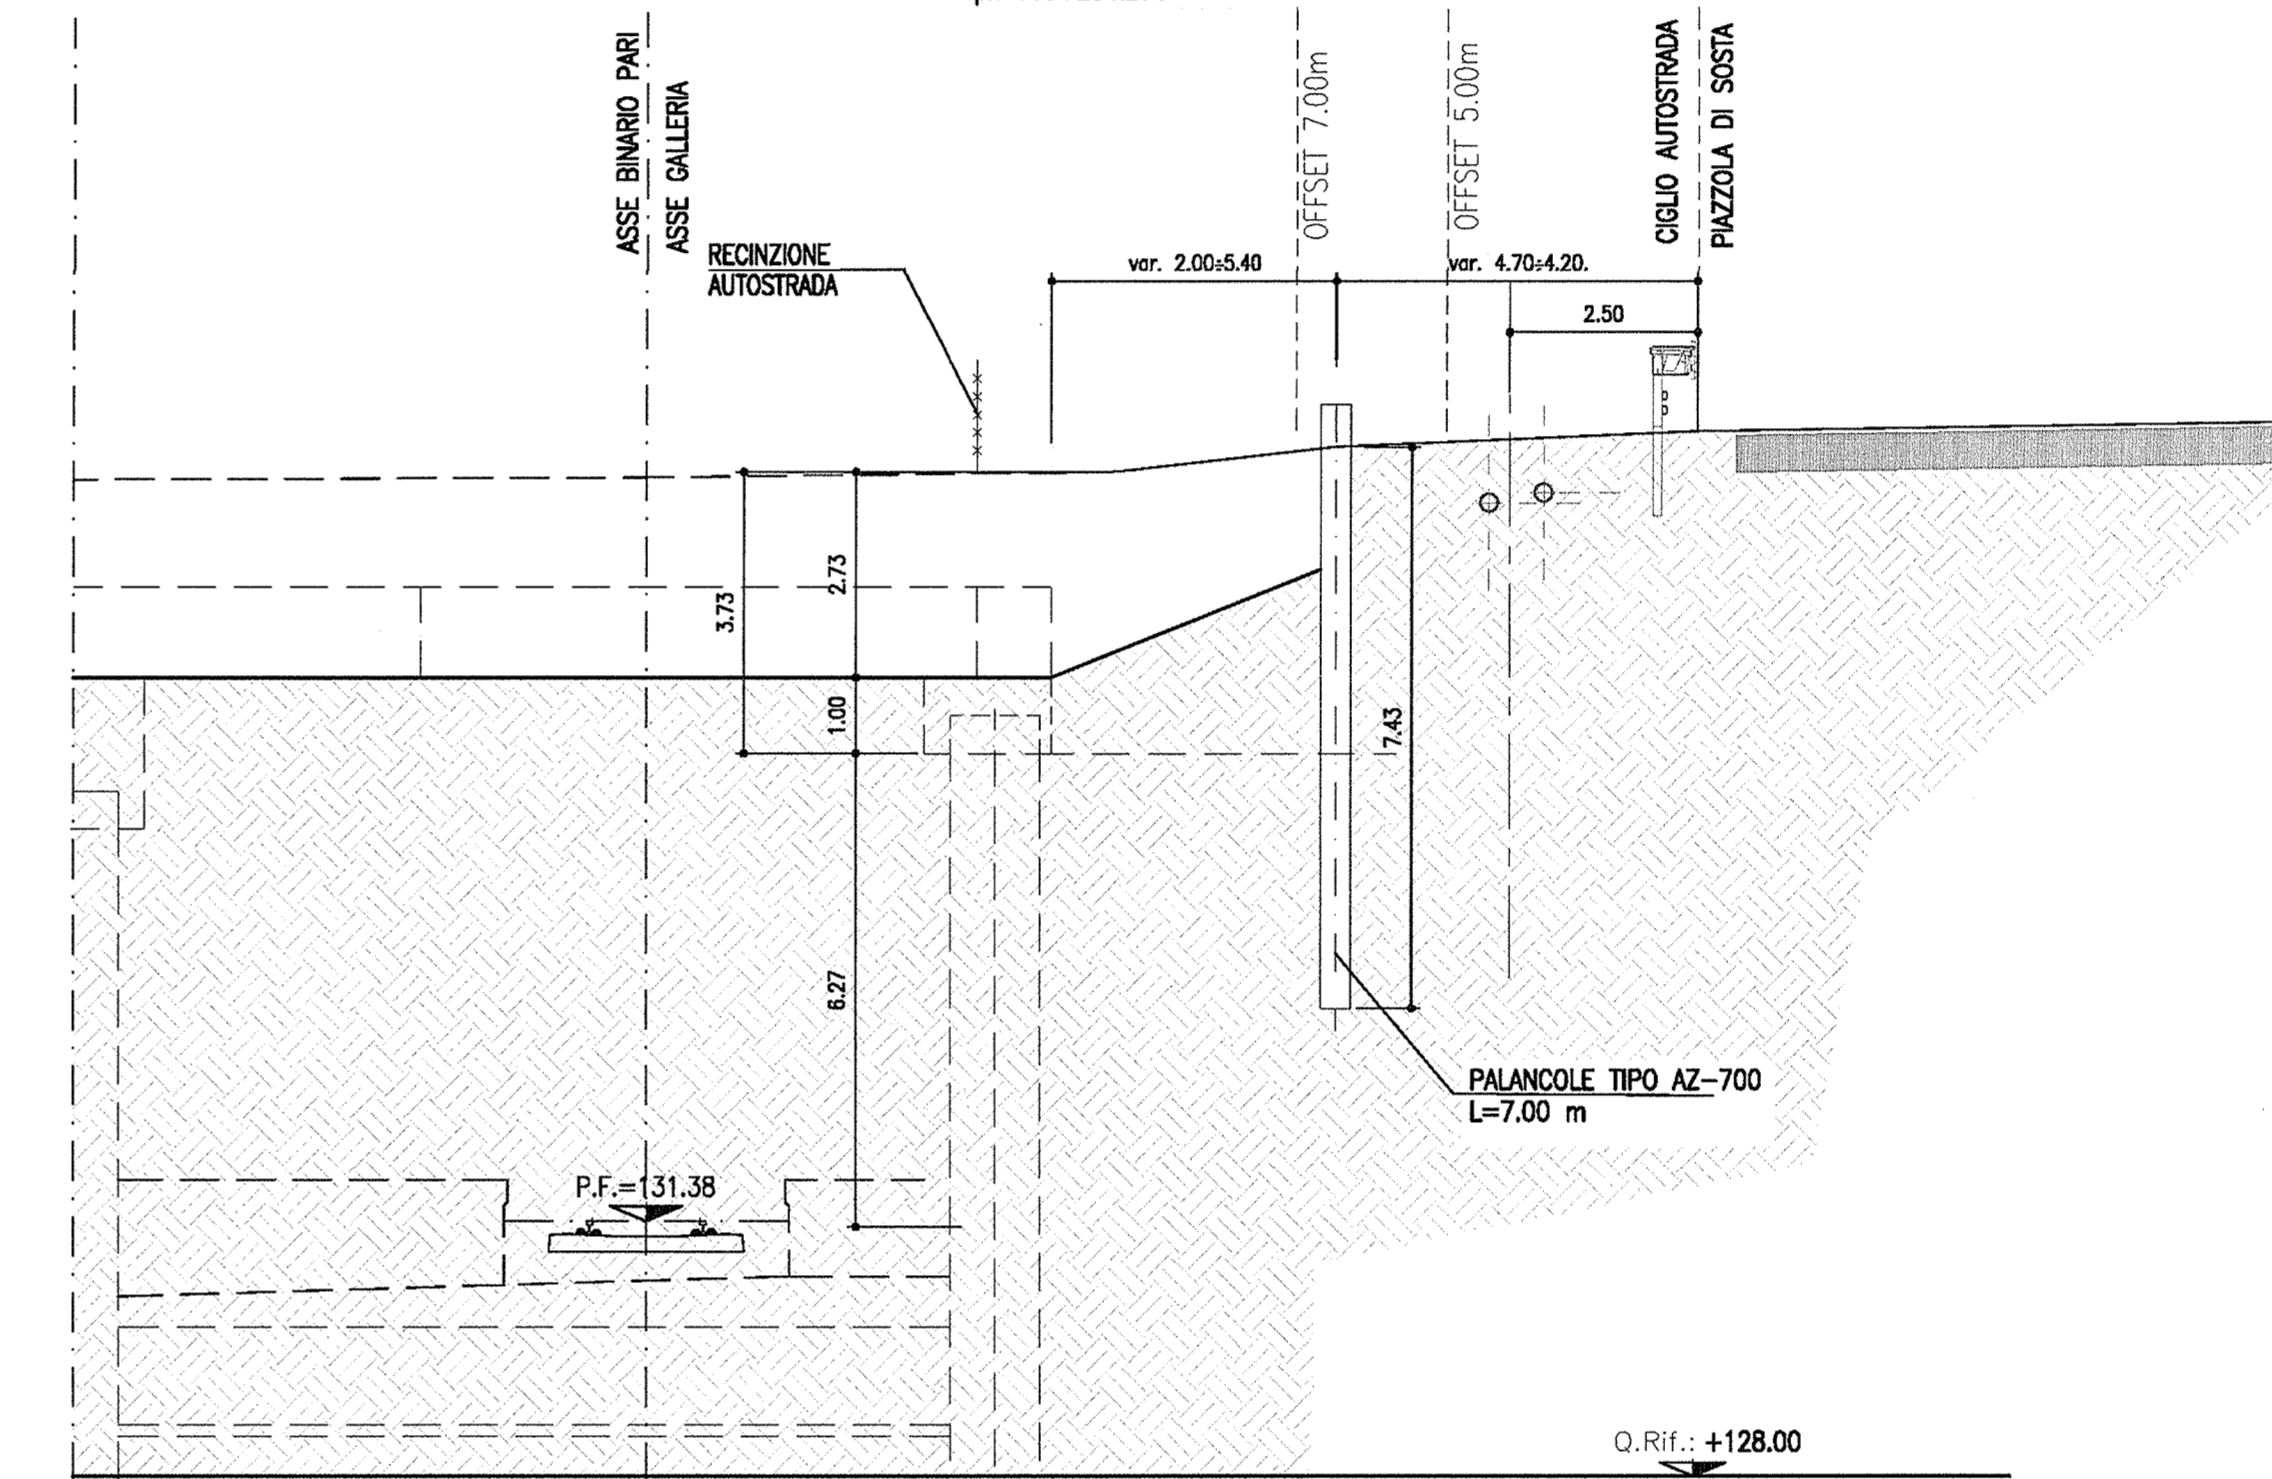 ASSE BINARIO PARI
ASSE GALLERIA
OFFSET 7.00m
OFFSET 5.00m
CIGLIO AUTOSTRADA
PIAZZOLA DI SOSTA
RECINZIONE
AUTOSTRADA
var. 2.00÷5.40
var. 4.70÷4.20.
2.50
3.73
2.73
1.00
7.43
6.27
PALANCOLE TIPO AZ-700
L=7.00 m
P.F.=131.38
Q.Rif.: +128.00